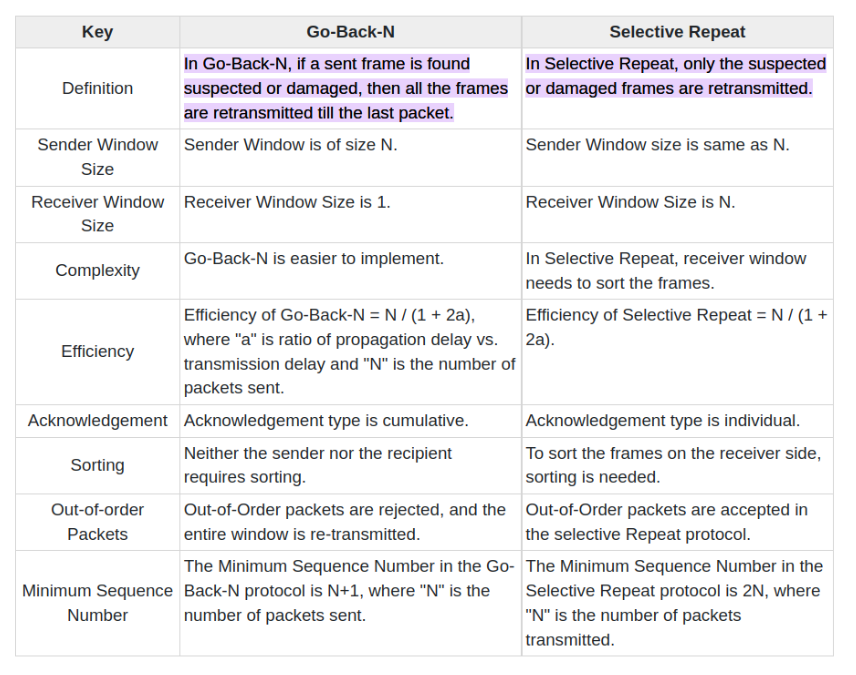 Key Go-Back-N Selective Repeat
Definition
In Go-Back-N, if a sent frame is found
suspected or damaged, then all the frames
are retransmitted till the last packet.
In Selective Repeat, only the suspected
or damaged frames are retransmitted.
Sender Window
Size
Sender Window is of size N.
Sender Window size is same as N.
Receiver Window
Size
Receiver Window Size is 1.
Receiver Window Size is N.
Complexity
Go-Back-N is easier to implement.
In Selective Repeat, receiver window
needs to sort the frames.
Efficiency
Efficiency of Go-Back-N = N / (1 + 2a),
where "a" is ratio of propagation delay vs.
transmission delay and "N" is the number of
packets sent.
Efficiency of Selective Repeat = N / (1 +
2a).
Acknowledgement
Acknowledgement type is cumulative.
Acknowledgement type is individual.
Sorting
Neither the sender nor the recipient
requires sorting.
To sort the frames on the receiver side,
sorting is needed.
Out-of-order
Packets
Out-of-Order packets are rejected, and the
entire window is re-transmitted.
Out-of-Order packets are accepted in
the selective Repeat protocol.
Minimum Sequence
Number
The Minimum Sequence Number in the Go-
Back-N protocol is N+1, where "N" is the
number of packets sent.
The Minimum Sequence Number in the
Selective Repeat protocol is 2N, where
"N" is the number of packets
transmitted.